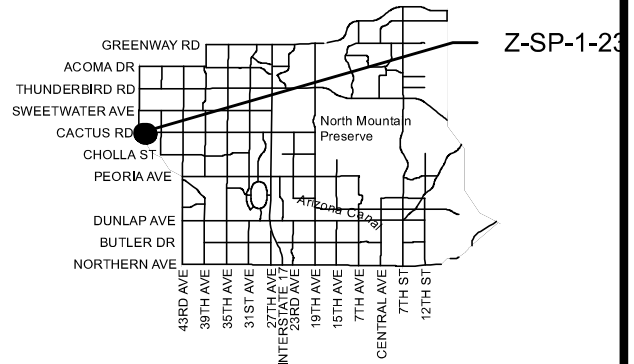 Z-SP-1-23
GREENWAY RD
ACOMA DR
THUNDERBIRD RD
SWEETWATER AVE
CACTUS RD
CHOLLA ST
PEORIA AVE
DUNLAP AVE
BUTLER DR
NORTHERN AVE
North Mountain
Preserve
Arizona Canal
43RD AVE
39TH AVE
35TH AVE
31ST AVE
27TH AVE
INTERSTATE 17
23RD AVE
19TH AVE
15TH AVE
7TH AVE
CENTRAL AVE
7TH ST
12TH ST